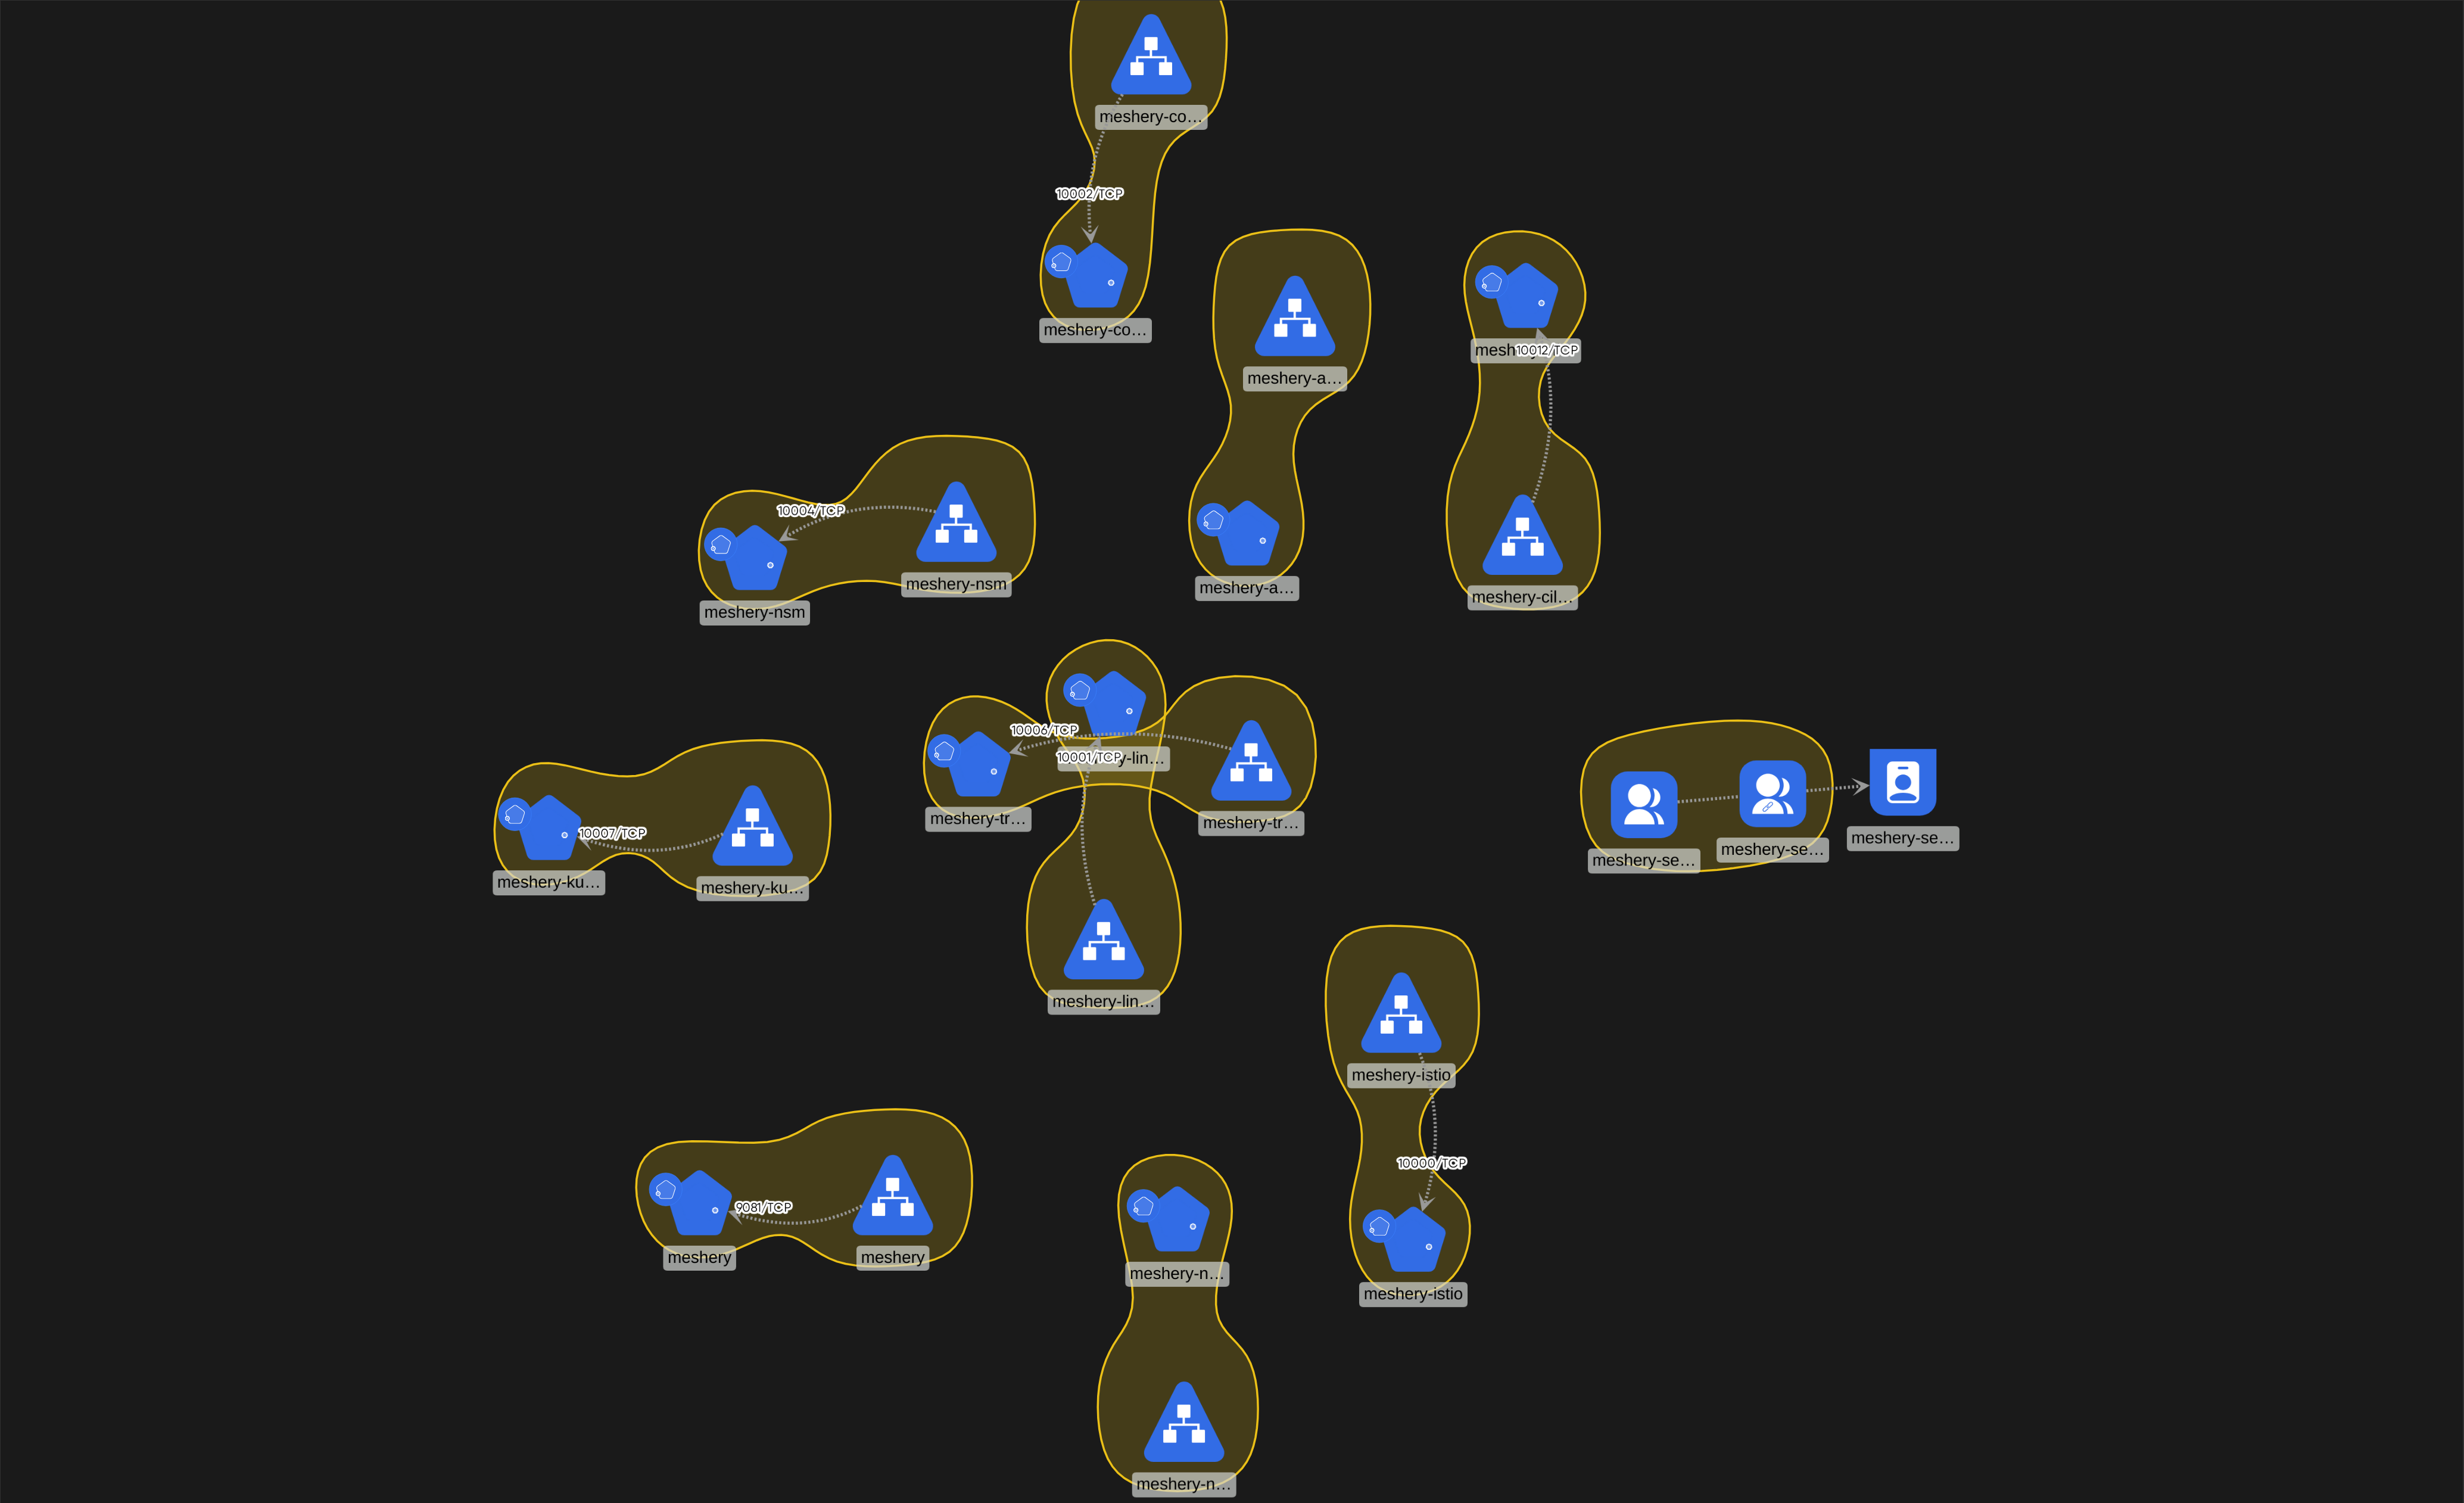 meshery-co…
10002/TCP
meshery-co…
meshery-a…
10012/TCP
10004/TCP
meshery-nsm
meshery-a…
meshery-cil…
meshery-nsm
10006/TCP
10001/TCP
meshery-tr…
meshery-tr…
10007/TCP
meshery-ku…
meshery-ku…
meshery-se…
meshery-se…
meshery-se…
meshery-lin…
meshery-istio
10000/TCP
9081/TCP
meshery
meshery
meshery-n…
meshery-istio
meshery-n…